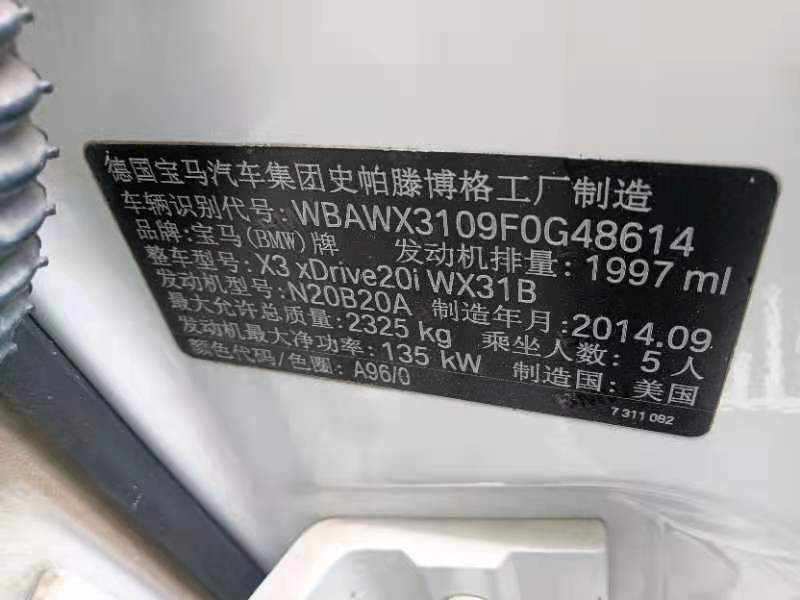 德国宝马汽车集团史帕滕博格工厂制造
车辆识别代号:WBAWX3109F0G48614
品牌:宝马(BMW)牌 发动机排量:1997 ml
整车型号:X3 xDrive20i WX31B
发动机型号:N20B20A 制造年月:2014.09
最大允许总质量:2325 kg 乘坐人数:5人
发动机最大净功率:135 kW 制造国:美国
颜色代码/色圈:A96/0
7 311 082